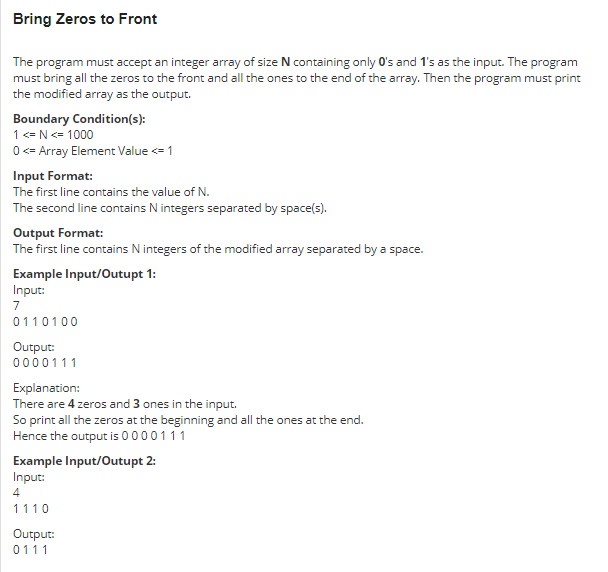 Bring Zeros to Front
The program must accept an integer array of size N containing only 0's and 1's as the input. The program
must bring all the zeros to the front and all the ones to the end of the array. Then the program must print
the modified array as the output.
Boundary Condition(s):
1 <= N <= 1000
0 <= Array Element Value <= 1
Input Format:
The first line contains the value of N.
The second line contains N integers separated by space(s).
Output Format:
The first line contains N integers of the modified array separated by a space.
Example Input/Outupt 1:
Input:
7
0 1 1 0 1 0 0
Output:
0 0 0 0 1 1 1
Explanation:
There are 4 zeros and 3 ones in the input.
So print all the zeros at the beginning and all the ones at the end.
Hence the output is 0 0 0 0 1 1 1
Example Input/Outupt 2:
Input:
4
1 1 1 0
Output:
0 1 1 1